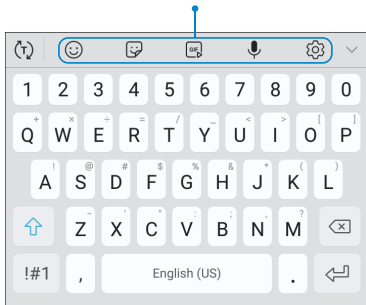 T GIF
1 2 3 4 5 6 7 8 9 0
+ × ÷ = / _ < > [ ]
Q W E R T Y U I O P
! @ # $ % & * ( )
A S D F G H J K L
- ' " : ; , ?
Z X C V B N M
!#1 , English (US) .